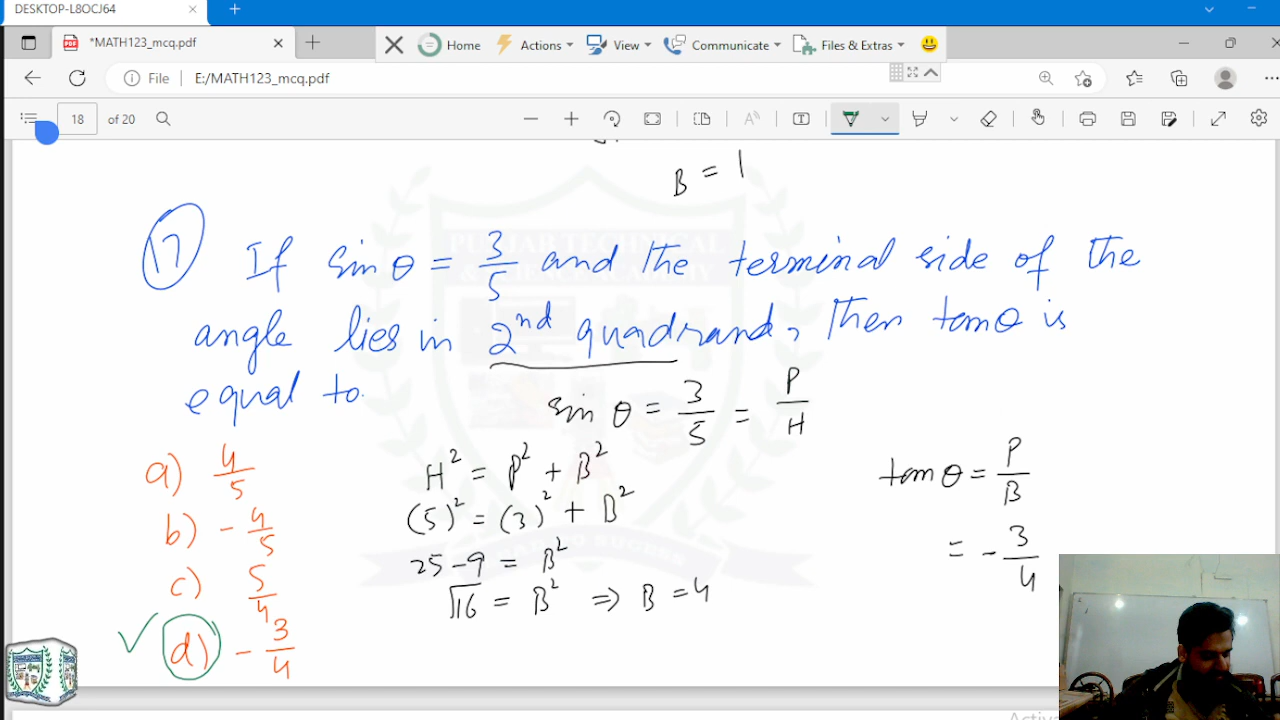 DESKTOP-L8OCJ64
*MATH123_mcq.pdf
Home Actions View Communicate Files & Extras
File E:/MATH123_mcq.pdf
18 of 20
B = 1
PUNJAB TECHNICAL
17 If sin θ = 3/5 and the terminal side of the
angle lies in 2nd quadrand, then tanθ is
equal to.
sin θ = 3/5 = P/H
a) 4/5
b) - 4/5
c) 5/4
d) - 3/4
H² = P² + B²
(5)² = (3)² + B²
25 - 9 = B²
√16 = B² ⇒ B = 4
tan θ = P/B
= - 3/4